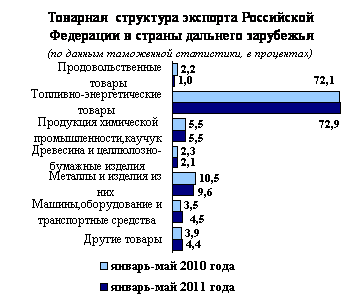 Товарная структура экспорта Российской
Федерации в страны дальнего зарубежья
(по данным таможенной статистики, в процентах)
Продовольственные
товары
2,2
1,0
Топливно-энергетические
товары
72,1
72,9
Продукция химической
промышленности,каучук
5,5
5,5
Древесина и целлюлозно-
бумажные изделия
2,3
2,1
Металлы и изделия из
них
10,5
9,6
Машины,оборудование и
транспортные средства
3,5
4,5
Другие товары
3,9
4,4
январь-май 2010 года
январь-май 2011 года